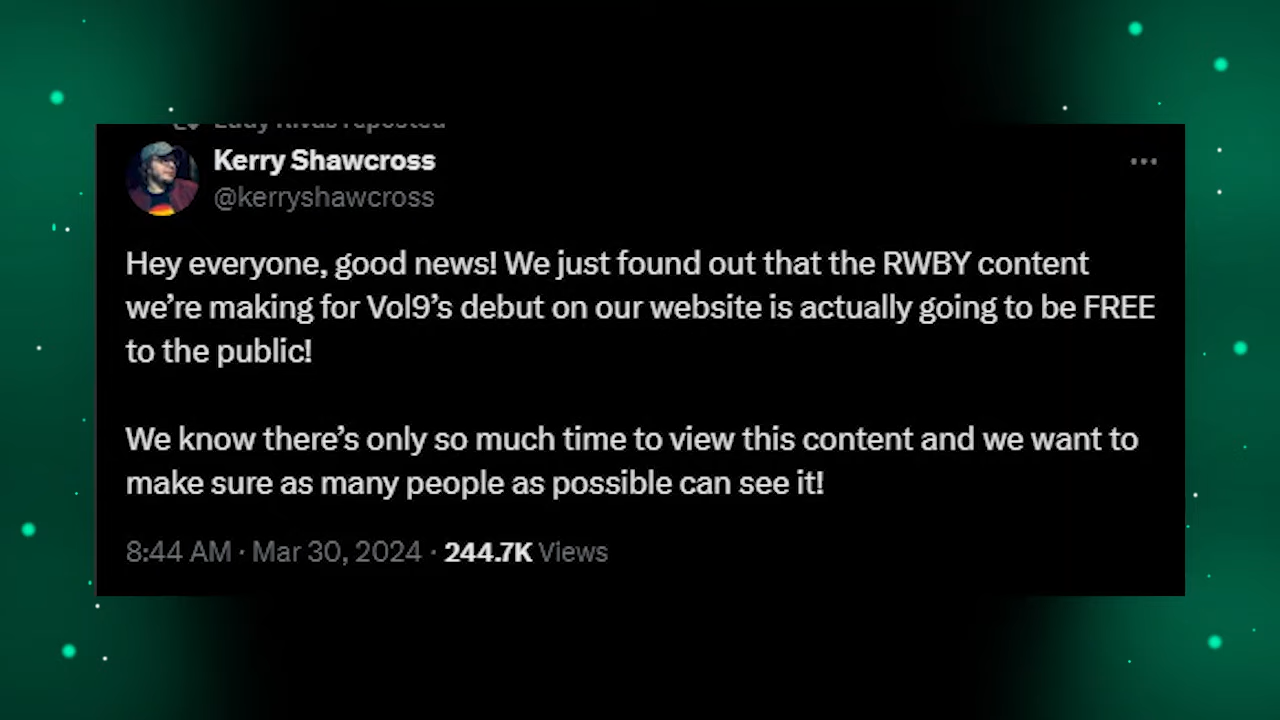 Kerry Shawcross
@kerryshawcross
Hey everyone, good news! We just found out that the RWBY content
we’re making for Vol9’s debut on our website is actually going to be FREE
to the public!
We know there’s only so much time to view this content and we want to
make sure as many people as possible can see it!
8:44 AM · Mar 30, 2024 · 244.7K Views